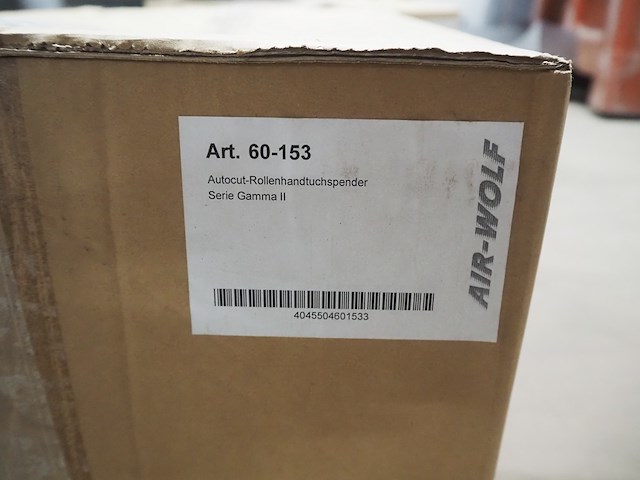 Art. 60-153
Autocut-Rollenhandtuchspender
Serie Gamma II
4045504601533
AIR-WOLF